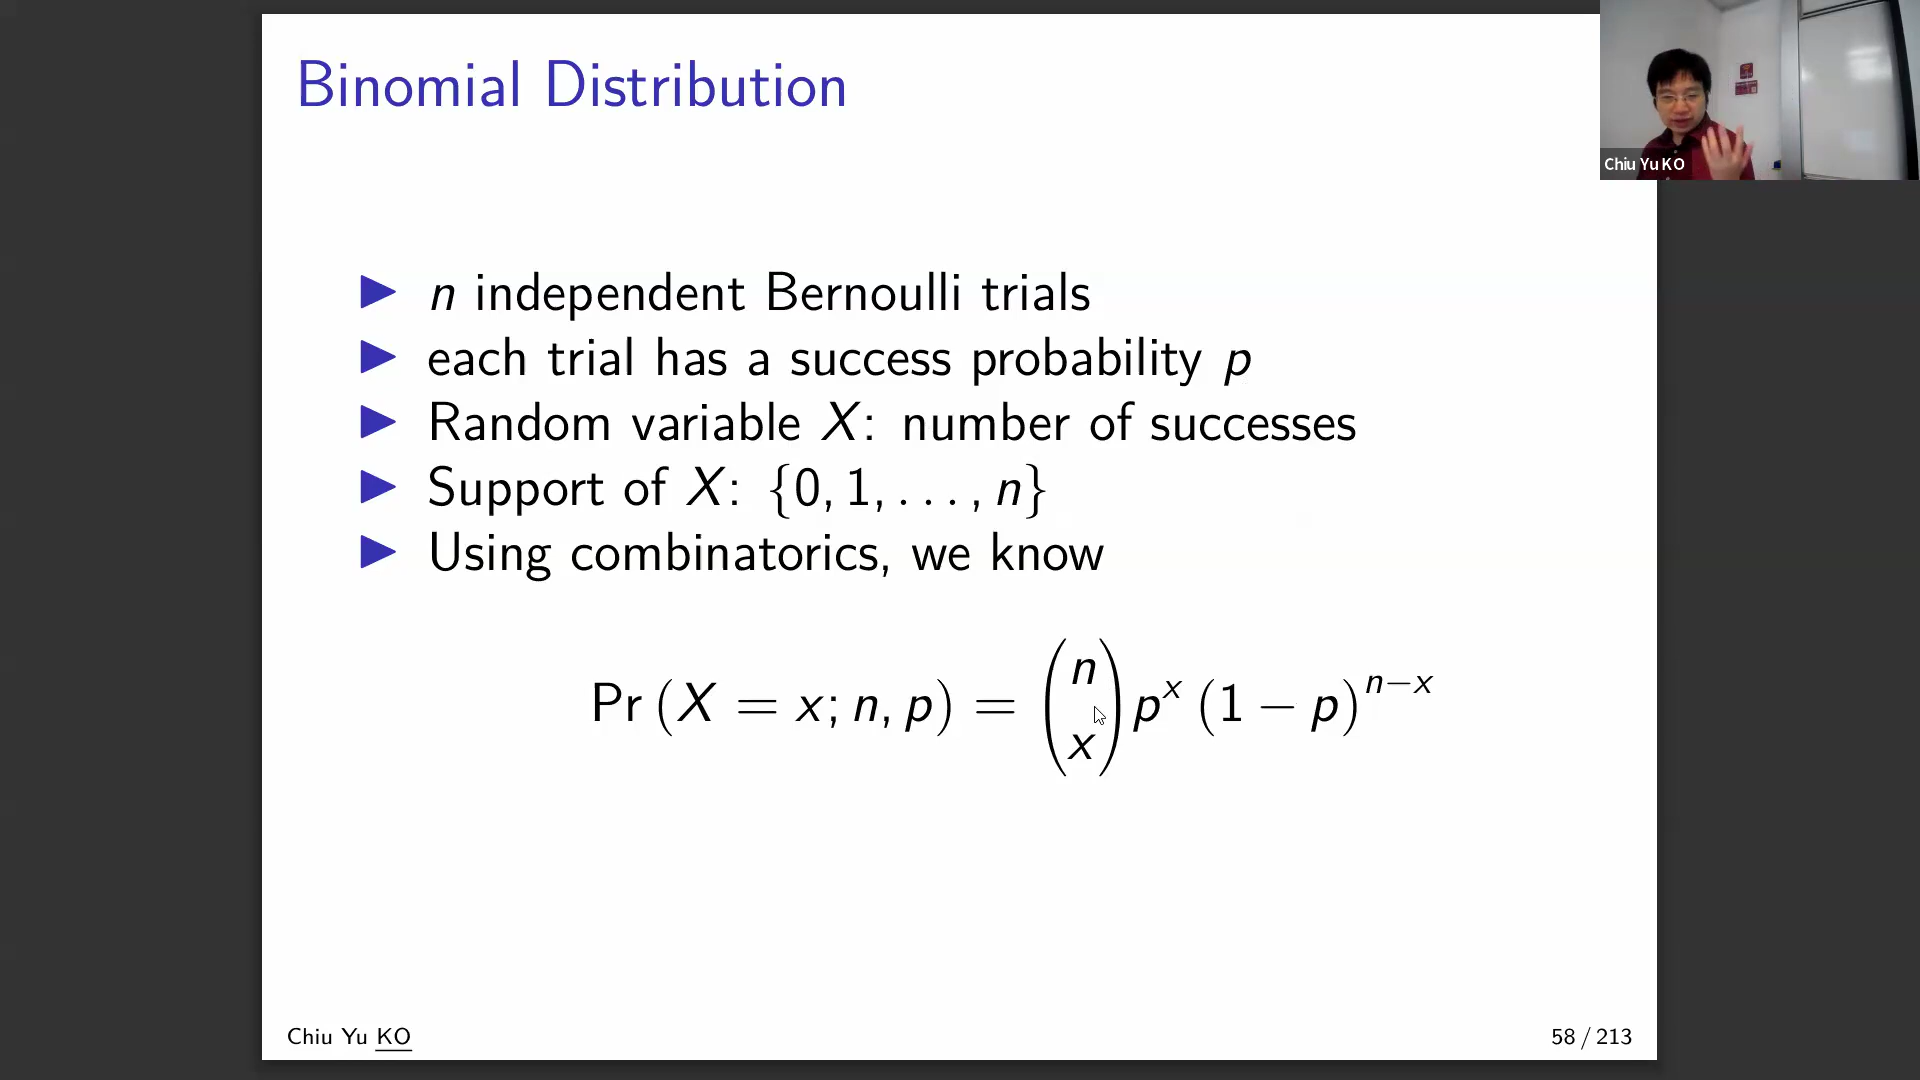 Binomial Distribution
Chiu Yu KO
▶ n independent Bernoulli trials
▶ each trial has a success probability p
▶ Random variable X: number of successes
▶ Support of X: {0, 1, . . . , n}
▶ Using combinatorics, we know
Pr (X = x; n, p) = \binom{n}{x} p^x (1 − p)^{n−x}
Chiu Yu KO
58 / 213